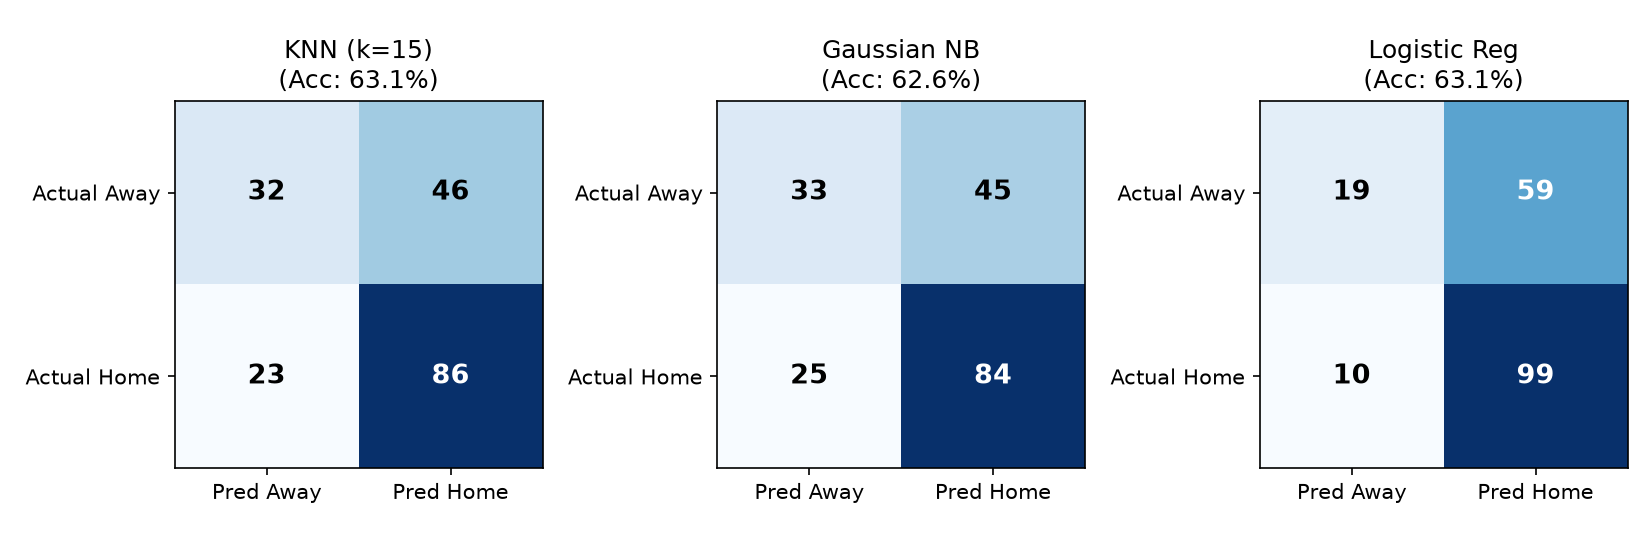 KNN (k=15)
(Acc: 63.1%)
Actual Away
32
46
Actual Home
23
86
Pred Away
Pred Home
Gaussian NB
(Acc: 62.6%)
Actual Away
33
45
Actual Home
25
84
Pred Away
Pred Home
Logistic Reg
(Acc: 63.1%)
Actual Away
19
59
Actual Home
10
99
Pred Away
Pred Home